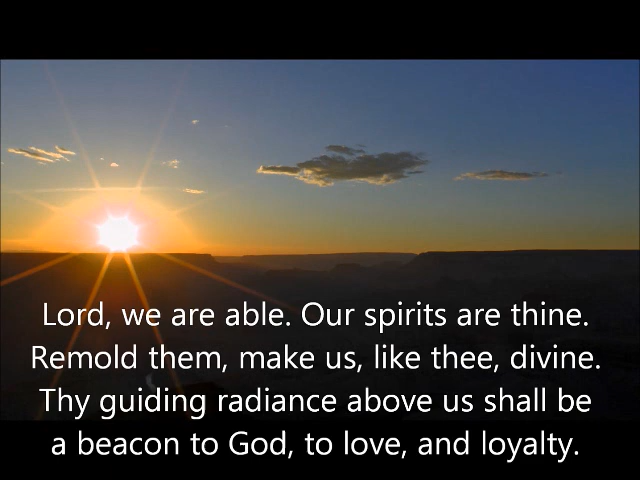 Lord, we are able. Our spirits are thine.
Remold them, make us, like thee, divine.
Thy guiding radiance above us shall be
a beacon to God, to love, and loyalty.